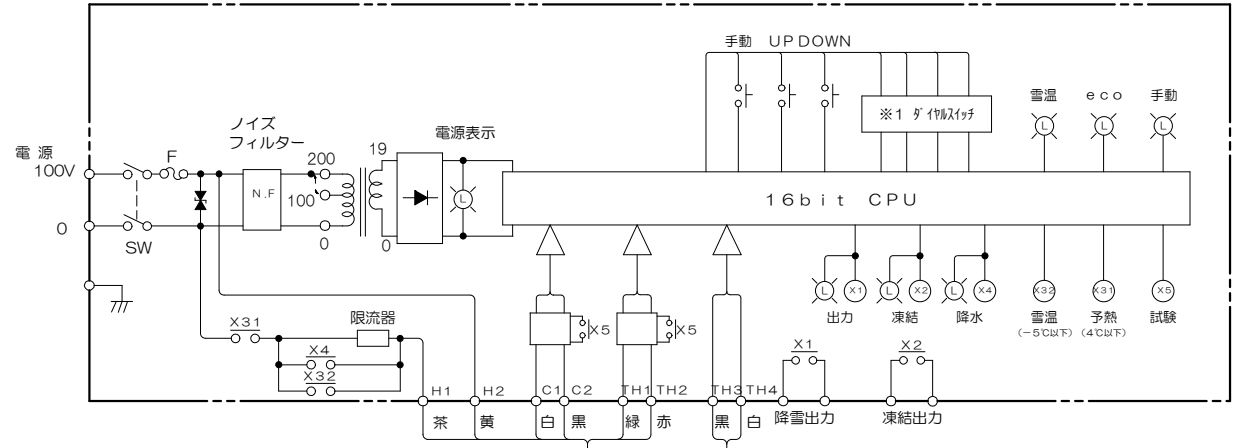 手動 UP DOWN
雪温 eco 手動
※1 ダイヤルスイッチ
L L L
ノイズ
フィルター
電源表示
電源
100V
F
200
19
N.F
100
L
16bit CPU
0
0
0
SW
L X1 L X2 L X4 X32 X31 X5
出力 凍結 降水 雪温 予熱 試験
(-5℃以下) (4℃以下)
X31
限流器
X5 X5
X4
X32
X1 X2
H1 H2 C1 C2 TH1 TH2 TH3 TH4
茶 黄 白 黒 緑 赤 黒 白 降雪出力 凍結出力